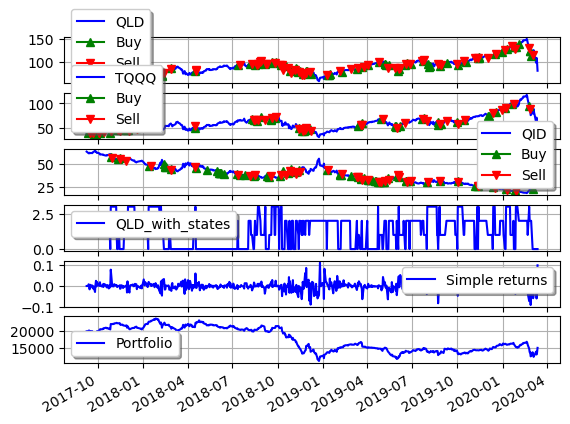 QLD
Buy
Sell
150
100
TQQQ
Buy
Sell
100
50
QID
Buy
Sell
50
25
QLD_with_states
2.5
0.0
Simple returns
0.1
0.0
−0.1
Portfolio
20000
15000
2017-10
2018-01
2018-04
2018-07
2018-10
2019-01
2019-04
2019-07
2019-10
2020-01
2020-04